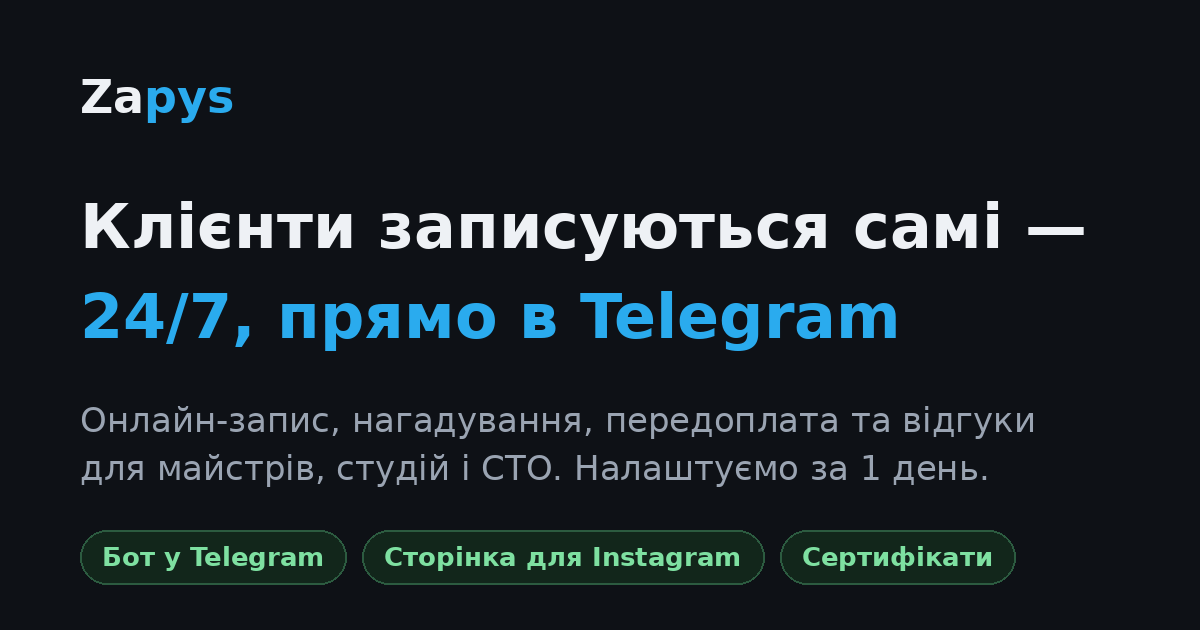 Zapys
Клієнти записуються самі —
24/7, прямо в Telegram
Онлайн-запис, нагадування, передоплата та відгуки
для майстрів, студій і СТО. Налаштуємо за 1 день.
Бот у Telegram
Сторінка для Instagram
Сертифікати